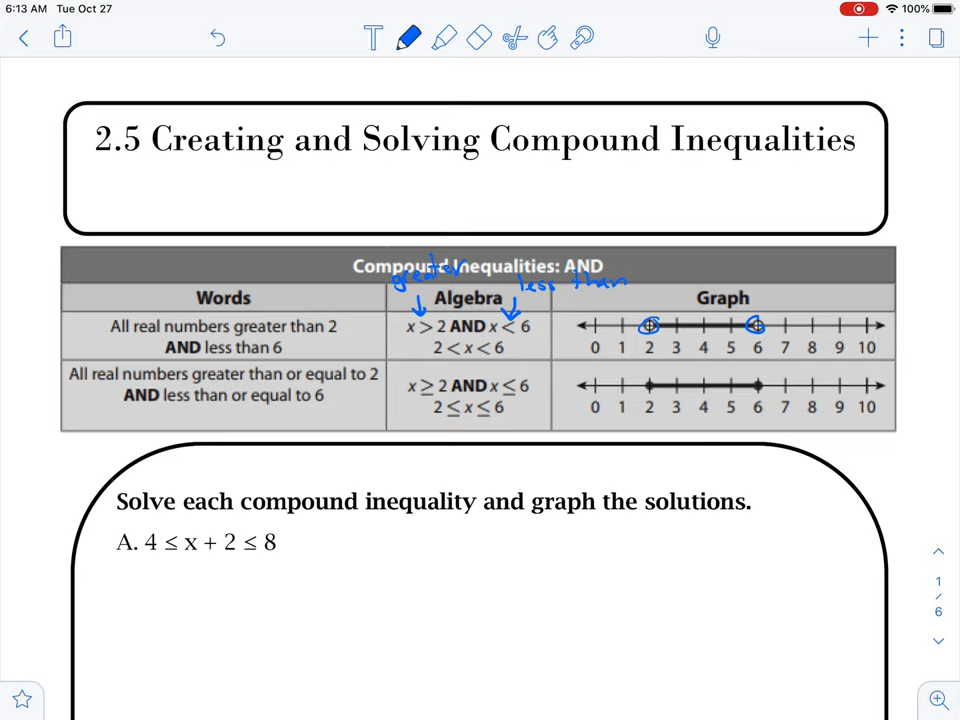 6:13 AM Tue Oct 27
100%
T
2.5 Creating and Solving Compound Inequalities
Compound Inequalities: AND
greater
less than
Words
Algebra
Graph
All real numbers greater than 2
AND less than 6
x > 2 AND x < 6
2 < x < 6
0 1 2 3 4 5 6 7 8 9 10
All real numbers greater than or equal to 2
AND less than or equal to 6
x ≥ 2 AND x ≤ 6
2 ≤ x ≤ 6
0 1 2 3 4 5 6 7 8 9 10
Solve each compound inequality and graph the solutions.
A. 4 ≤ x + 2 ≤ 8
1
/
6